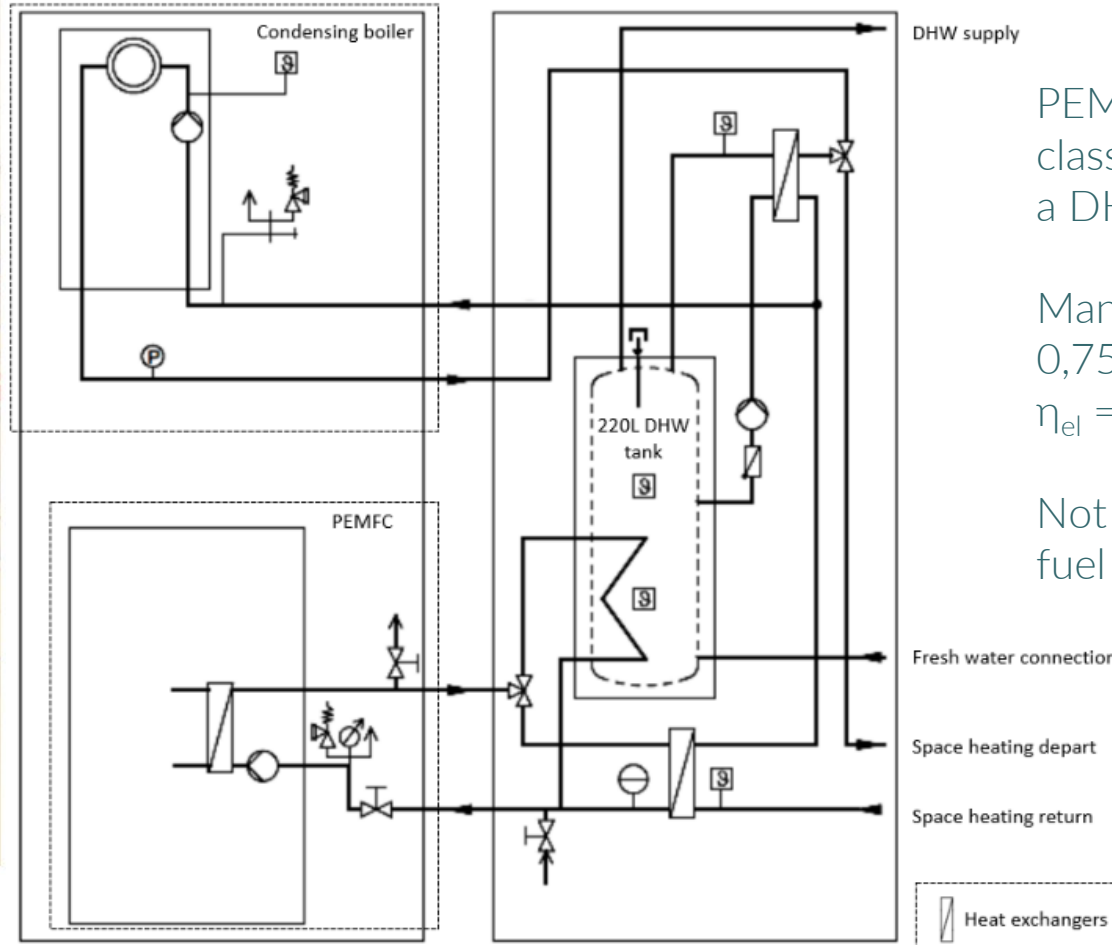 Condensing boiler
ϑ
DHW supply
ϑ
PEM
class
a DH
Man
0,75
ηel =
Not
fuel
P
220L DHW
tank
ϑ
PEMFC
ϑ
Fresh water connection
Space heating depart
ϑ
Space heating return
Heat exchangers